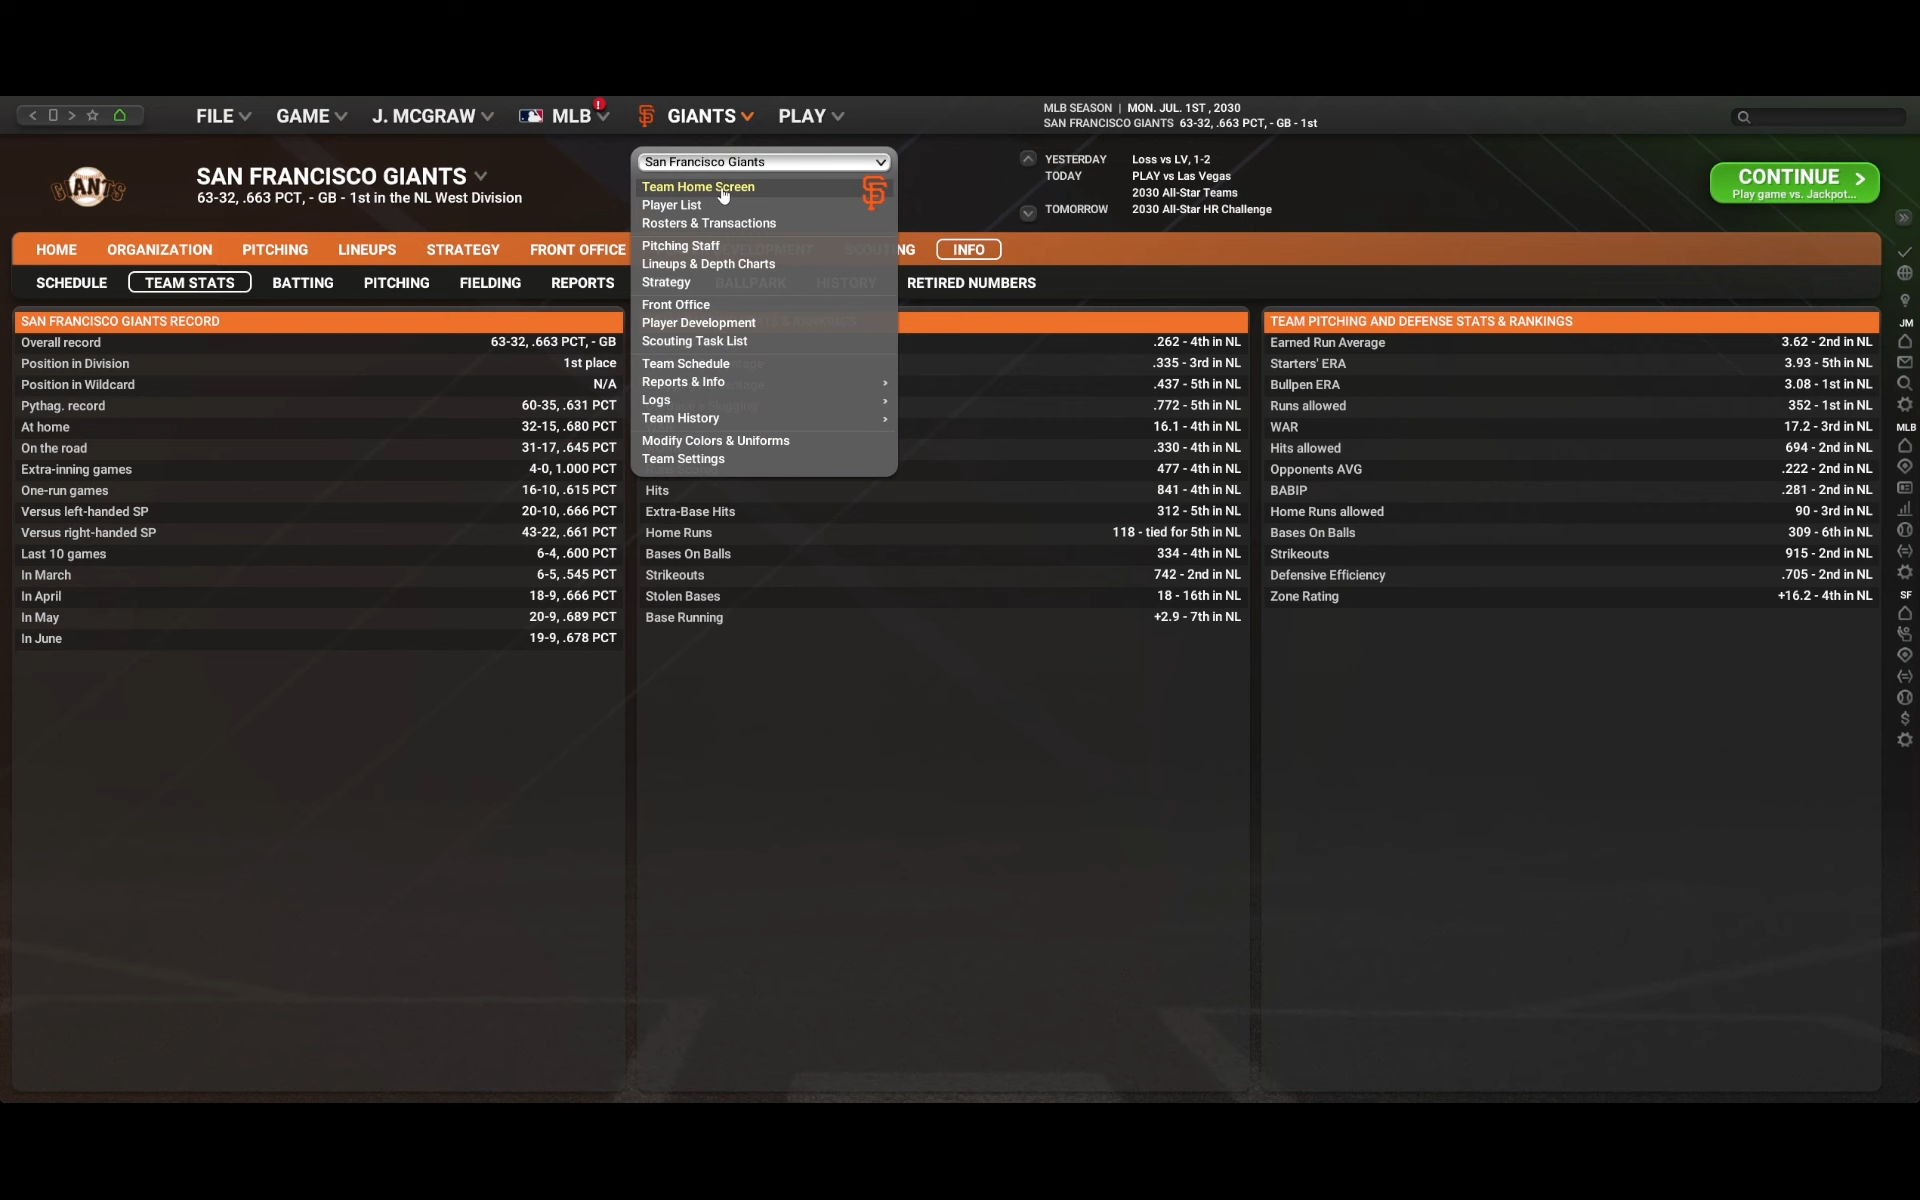 FILE GAME J. MCGRAW MLB ! GIANTS PLAY
MLB SEASON | MON. JUL. 1ST , 2030
SAN FRANCISCO GIANTS 63-32, .663 PCT, - GB - 1st
GIANTS
SAN FRANCISCO GIANTS
63-32, .663 PCT, - GB - 1st in the NL West Division
San Francisco Giants
Team Home Screen
Player List
Rosters & Transactions
Pitching Staff
Lineups & Depth Charts
Strategy
Front Office
Player Development
Scouting Task List
Team Schedule
Reports & Info
Logs
Team History
Modify Colors & Uniforms
Team Settings
YESTERDAY Loss vs LV, 1-2
TODAY PLAY vs Las Vegas
2030 All-Star Teams
TOMORROW 2030 All-Star HR Challenge
CONTINUE
Play game vs. Jackpot...
HOME ORGANIZATION PITCHING LINEUPS STRATEGY FRONT OFFICE DEVELOPMENT SCOUTING INFO
SCHEDULE TEAM STATS BATTING PITCHING FIELDING REPORTS BALLPARK HISTORY RETIRED NUMBERS
SAN FRANCISCO GIANTS RECORD
Overall record 63-32, .663 PCT, - GB
Position in Division 1st place
Position in Wildcard N/A
Pythag. record 60-35, .631 PCT
At home 32-15, .680 PCT
On the road 31-17, .645 PCT
Extra-inning games 4-0, 1.000 PCT
One-run games 16-10, .615 PCT
Versus left-handed SP 20-10, .666 PCT
Versus right-handed SP 43-22, .661 PCT
Last 10 games 6-4, .600 PCT
In March 6-5, .545 PCT
In April 18-9, .666 PCT
In May 20-9, .689 PCT
In June 19-9, .678 PCT
.262 - 4th in NL
.335 - 3rd in NL
.437 - 5th in NL
.772 - 5th in NL
16.1 - 4th in NL
.330 - 4th in NL
477 - 4th in NL
Hits 841 - 4th in NL
Extra-Base Hits 312 - 5th in NL
Home Runs 118 - tied for 5th in NL
Bases On Balls 334 - 4th in NL
Strikeouts 742 - 2nd in NL
Stolen Bases 18 - 16th in NL
Base Running +2.9 - 7th in NL
TEAM PITCHING AND DEFENSE STATS & RANKINGS
Earned Run Average 3.62 - 2nd in NL
Starters' ERA 3.93 - 5th in NL
Bullpen ERA 3.08 - 1st in NL
Runs allowed 352 - 1st in NL
WAR 17.2 - 3rd in NL
Hits allowed 694 - 2nd in NL
Opponents AVG .222 - 2nd in NL
BABIP .281 - 2nd in NL
Home Runs allowed 90 - 3rd in NL
Bases On Balls 309 - 6th in NL
Strikeouts 915 - 2nd in NL
Defensive Efficiency .705 - 2nd in NL
Zone Rating +16.2 - 4th in NL
JM
MLB
SF